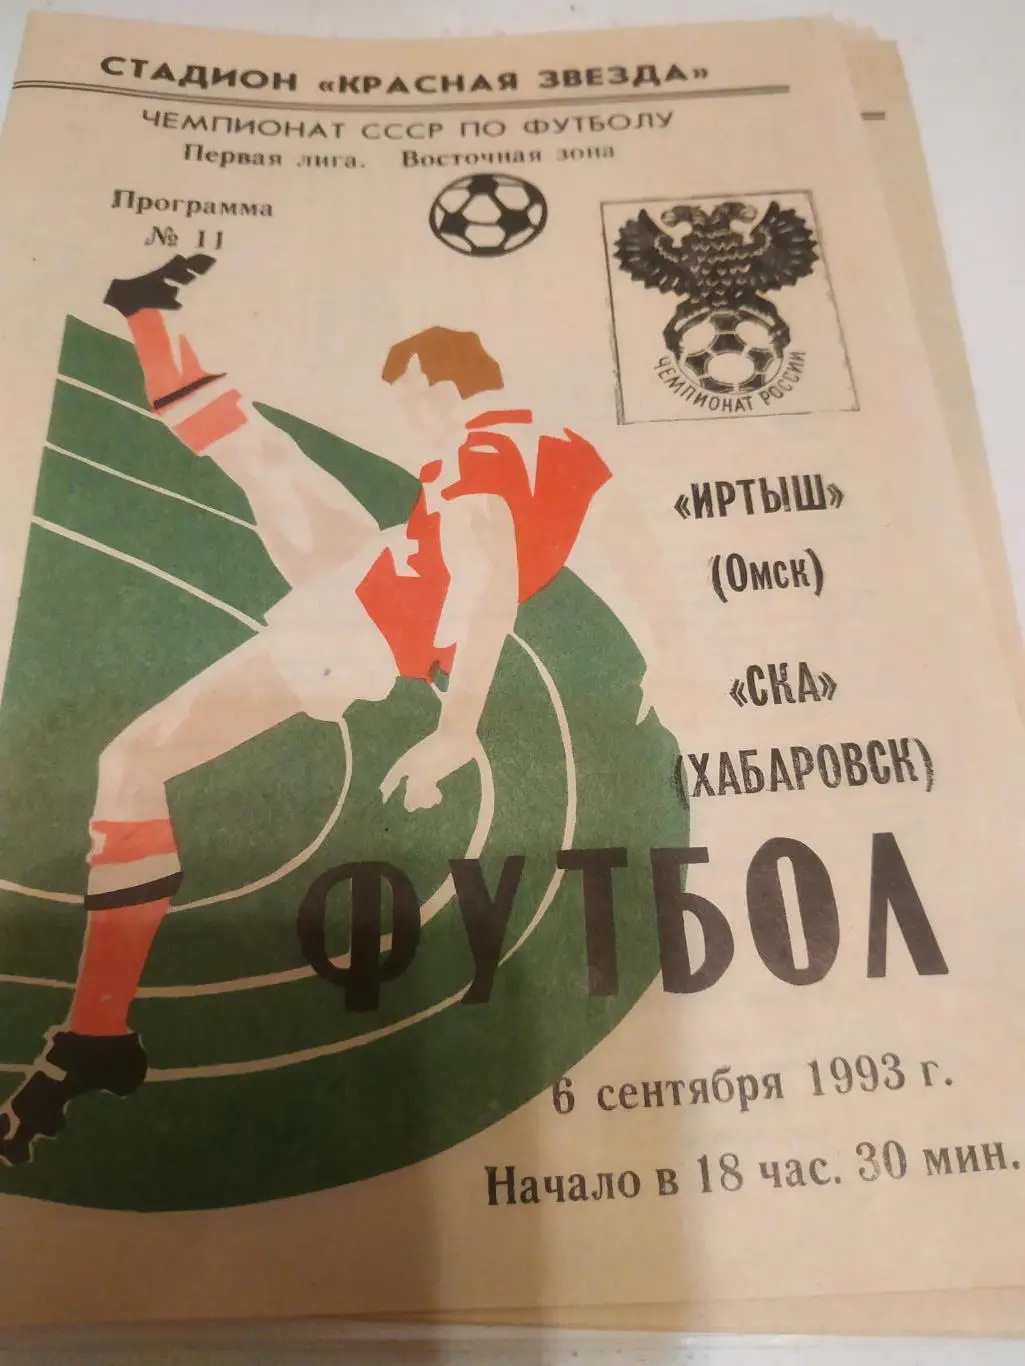 СТАДИОН «КРАСНАЯ ЗВЕЗДА»
ЧЕМПИОНАТ СССР ПО ФУТБОЛУ
Первая лига. Восточная зона
Программа
№ 11
ЧЕМПИОНАТ РОССИИ
«ИРТЫШ»
(Омск)
«СКА»
(ХАБАРОВСК)
ФУТБОЛ
6 сентября 1993 г.
Начало в 18 час. 30 мин.